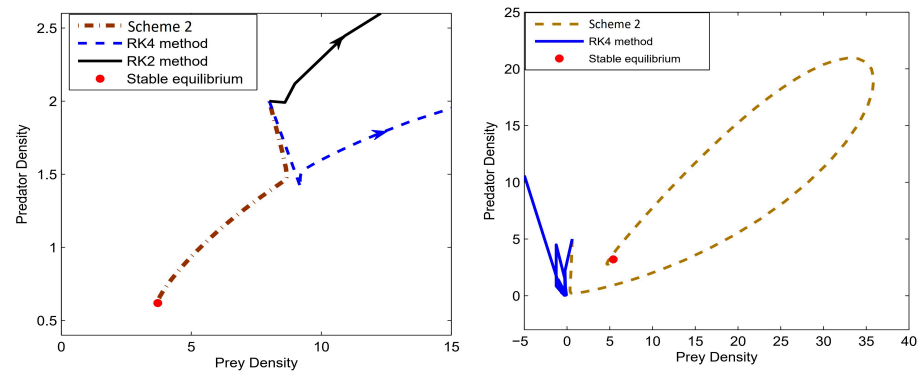 2.5
2
1.5
1
0.5
Predator Density
Scheme 2
RK4 method
RK2 method
Stable equilibrium
0 5 10 15
Prey Density
25
20
15
10
5
0
Predator Density
Scheme 2
RK4 method
Stable equilibrium
-5 0 5 10 15 20 25 30 35 40
Prey Density